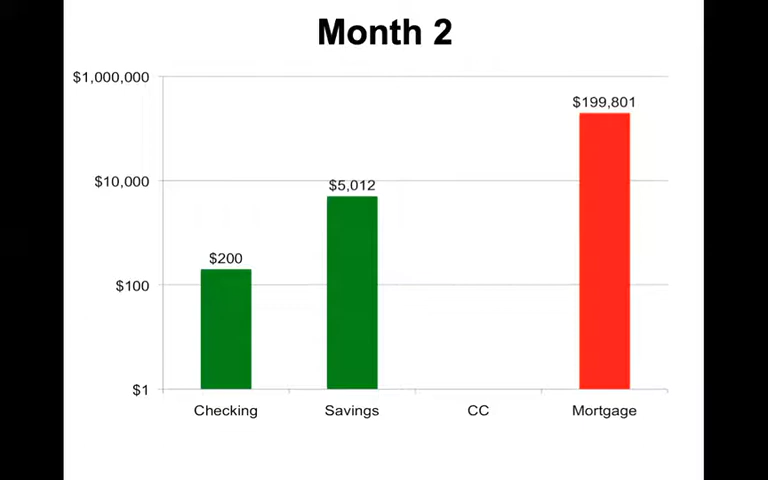 Month 2
$1,000,000
$199,801
$10,000
$5,012
$200
$100
$1
Checking
Savings
CC
Mortgage